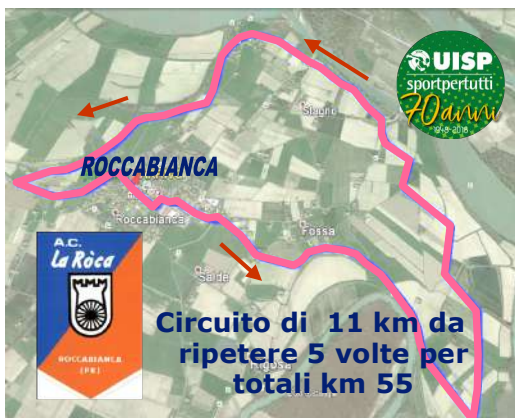 UISP
sportpertutti
70anni
1948-2018
Stagno
ROCCABIANCA
Roccabianca
Fossa
A.C.
La Ròca
Salde
Circuito di 11 km da
ripetere 5 volte per
totali km 55
ROCCABIANCA
(PR)
Rigosa